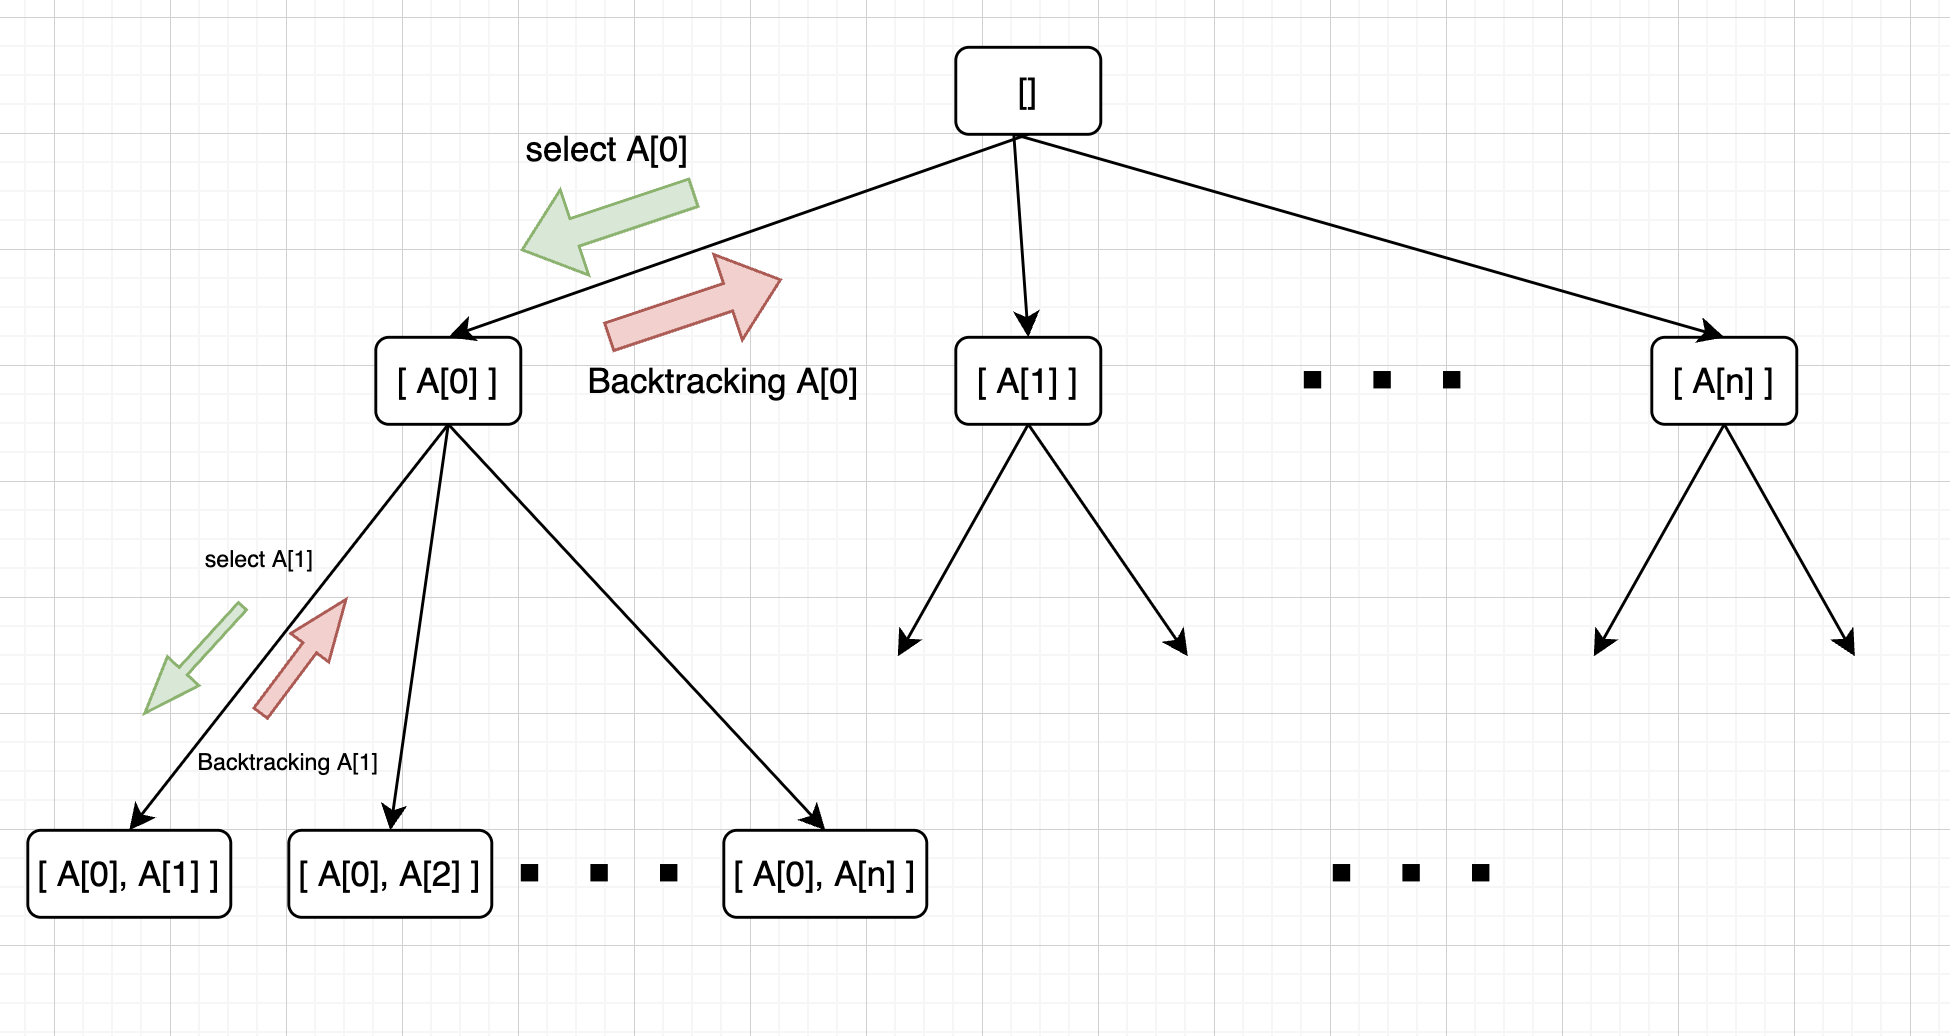 []
select A[0]
Backtracking A[0]
[ A[0] ]
[ A[1] ]
[ A[n] ]
select A[1]
Backtracking A[1]
[ A[0], A[1] ]
[ A[0], A[2] ]
[ A[0], A[n] ]